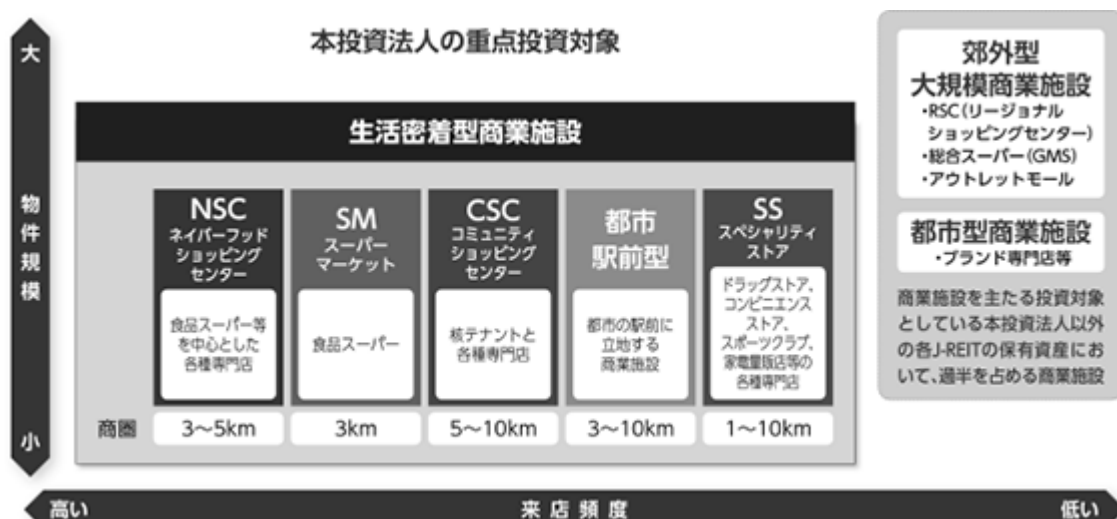 本投資法人の重点投資対象
大
物件規模
小
生活密着型商業施設
NSC
ネイバーフッド
ショッピング
センター
食品スーパー等
を中心とした
各種専門店
SM
スーパー
マーケット
食品スーパー
CSC
コミュニティ
ショッピング
センター
核テナントと
各種専門店
都市
駅前型
都市の駅前に
立地する
商業施設
SS
スペシャリティ
ストア
ドラッグストア、
コンビニエンス
ストア、
スポーツクラブ、
家電量販店等の
各種専門店
商圏
3～5km
3km
5～10km
3～10km
1～10km
郊外型
大規模商業施設
・RSC（リージョナル
ショッピングセンター）
・総合スーパー（GMS）
・アウトレットモール
都市型商業施設
・ブランド専門店等
商業施設を主たる投資対象
としている本投資法人以外
の各J-REITの保有資産にお
いて、過半を占める商業施設
高い
来店頻度
低い